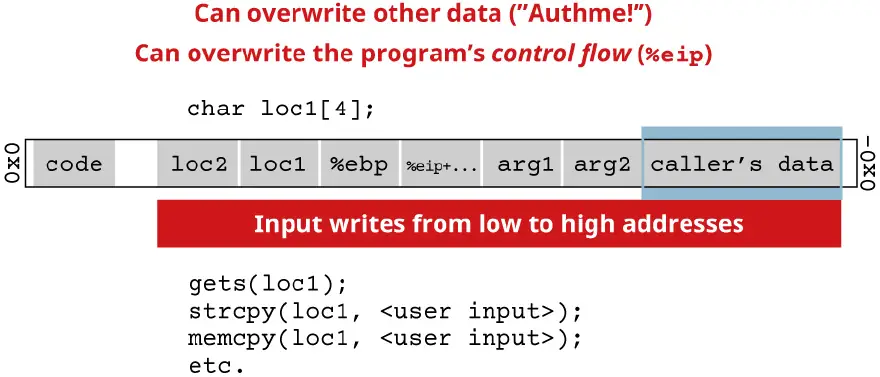 Can overwrite other data (”Authme!”)
Can overwrite the program’s control flow (%eip)
char loc1[4];
0x0 code loc2 loc1 %ebp %eip+... arg1 arg2 caller’s data -0x0
Input writes from low to high addresses
gets(loc1);
strcpy(loc1, <user input>);
memcpy(loc1, <user input>);
etc.